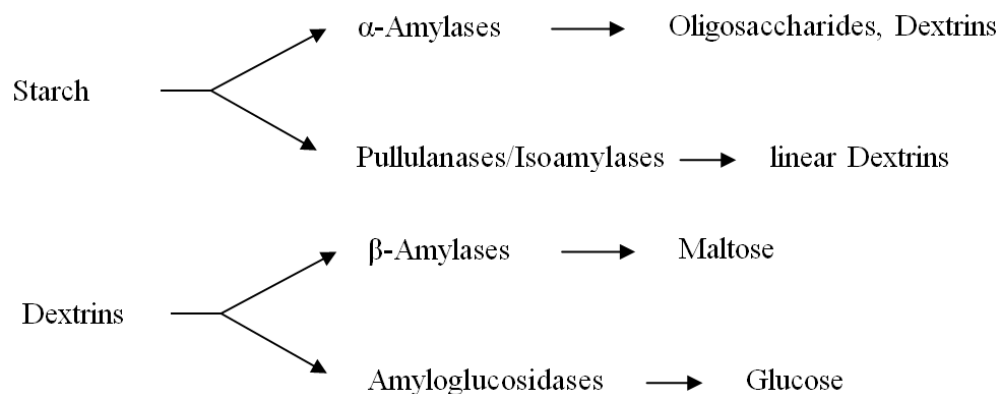 α-Amylases Oligosaccharides, Dextrins
Starch
Pullulanases/Isoamylases linear Dextrins
β-Amylases Maltose
Dextrins
Amyloglucosidases Glucose